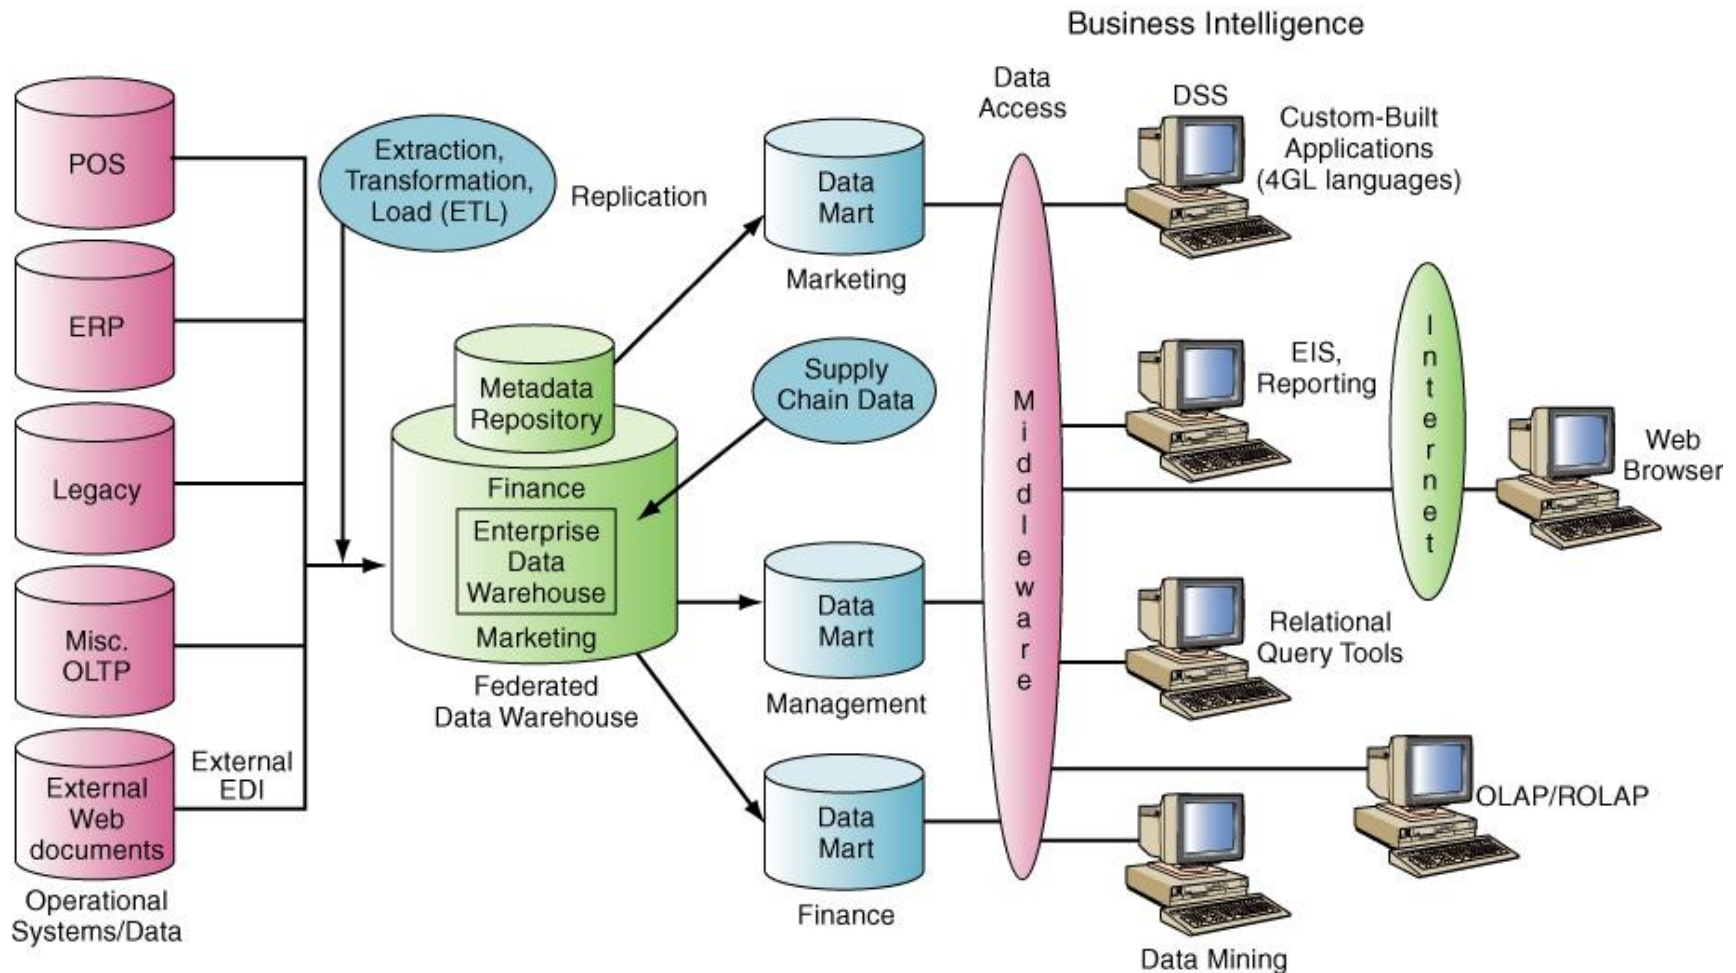 Business Intelligence
POS
ERP
Legacy
Misc.
OLTP
External
Web
documents
Operational
Systems/Data
External
EDI
Extraction,
Transformation,
Load (ETL)
Replication
Metadata
Repository
Finance
Enterprise
Data
Warehouse
Marketing
Federated
Data Warehouse
Supply
Chain Data
Data
Mart
Marketing
Data
Mart
Management
Data
Mart
Finance
Data
Access
Middleware
DSS
Custom-Built
Applications
(4GL languages)
EIS,
Reporting
Internet
Web
Browser
Relational
Query Tools
OLAP/ROLAP
Data Mining